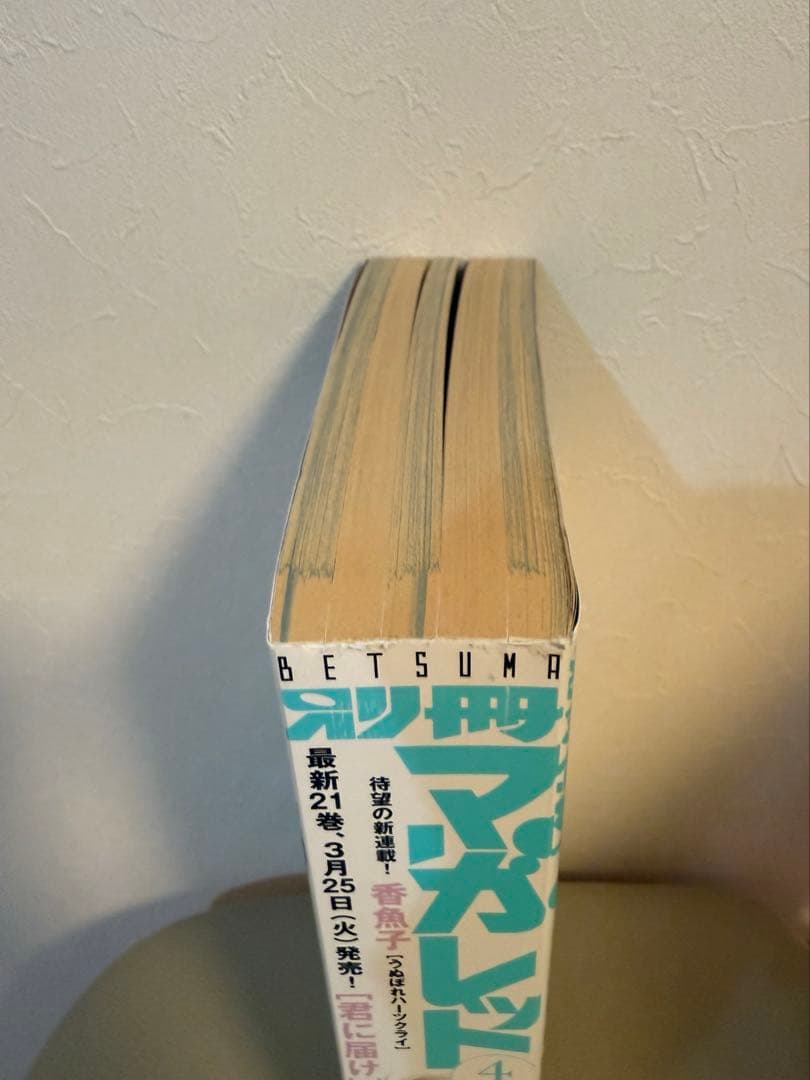 BETSUMA
別冊
マーガレット
4
待望の新連載！
香魚子
[うぬぼれハーツクライ]
最新21巻、3月25日(火)発売！
[君に届け